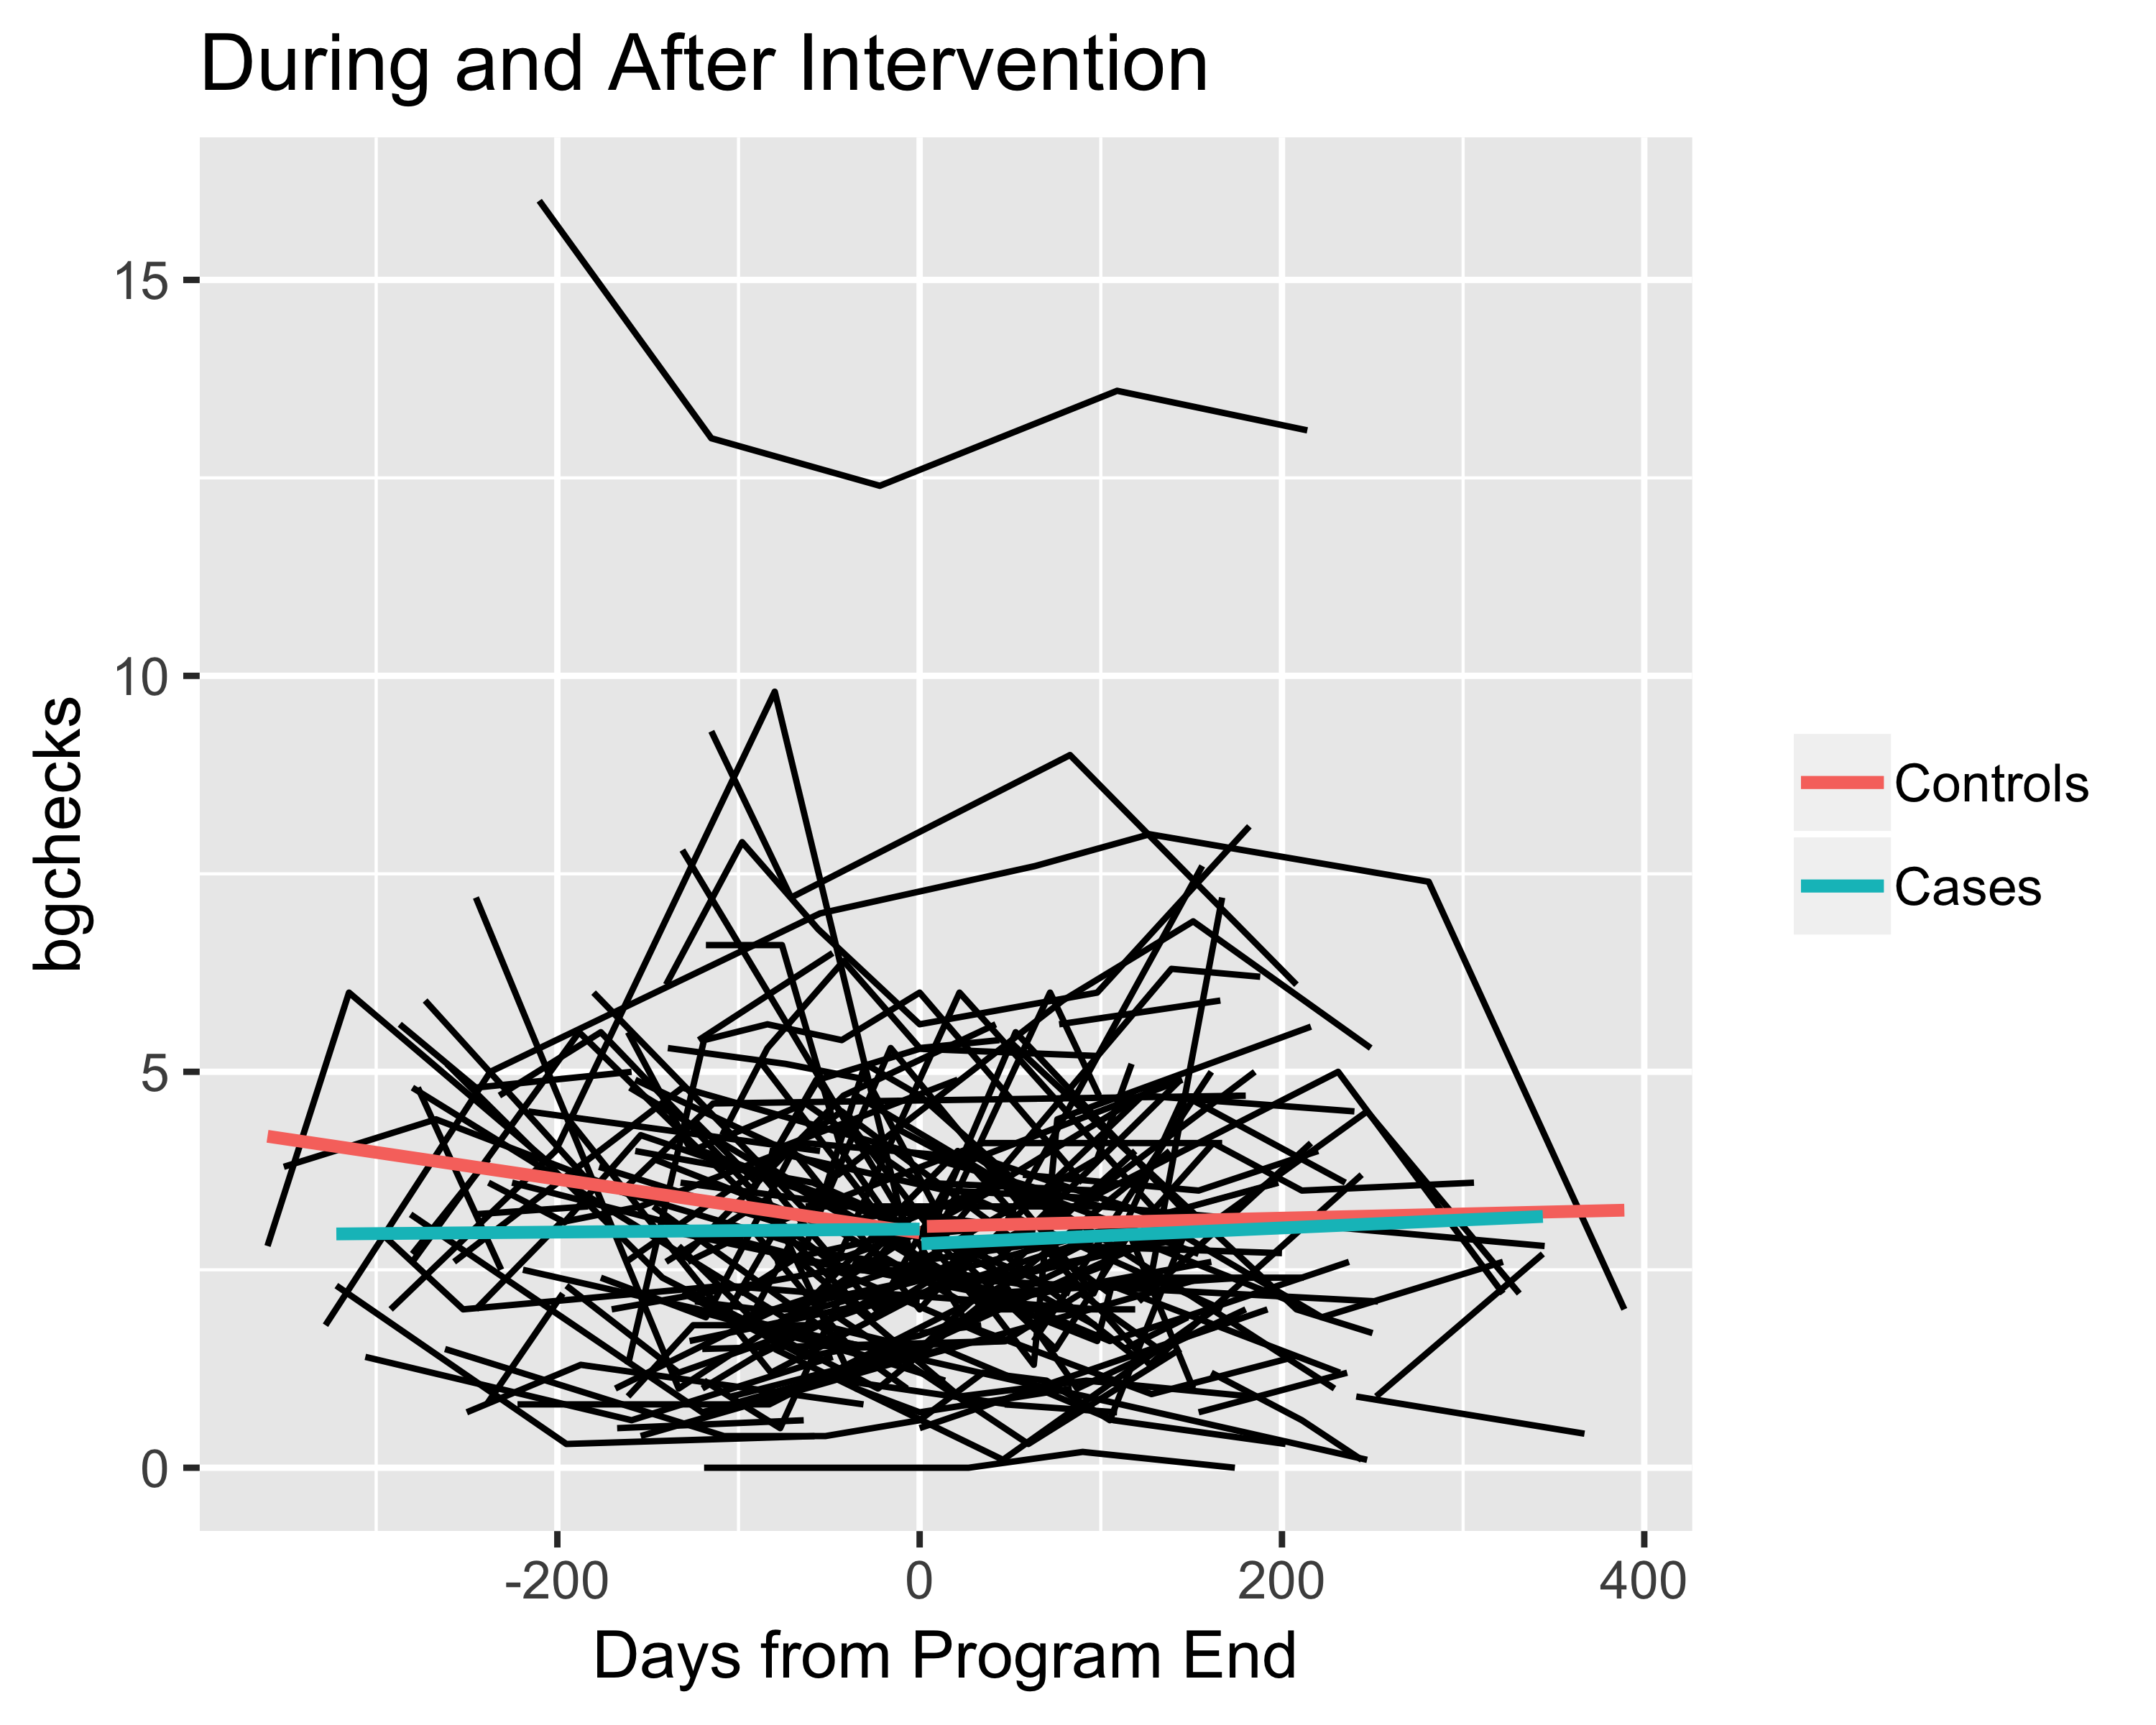 During and After Intervention
bgchecks
15
10
5
0
-200
0
200
400
Days from Program End
Controls
Cases